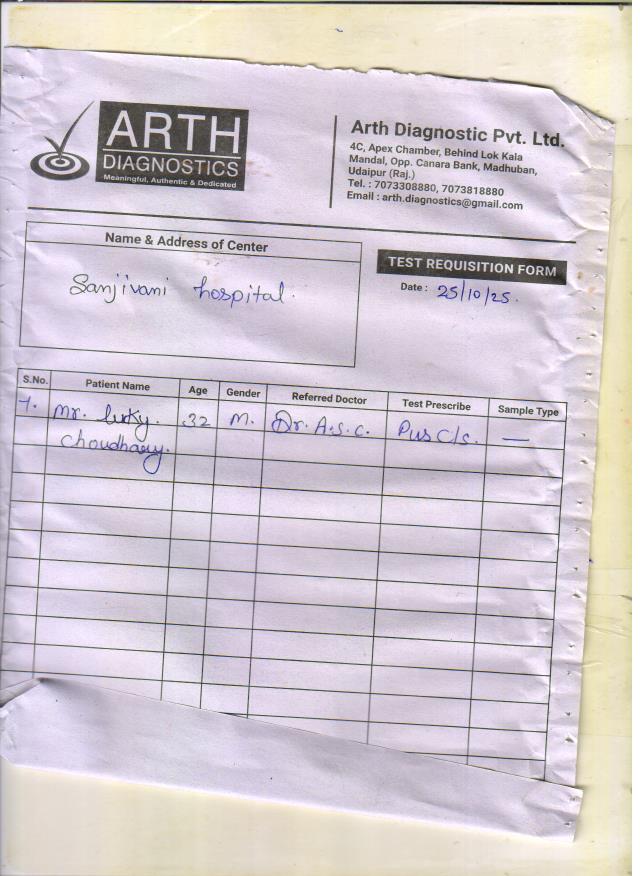 ARTH
DIAGNOSTICS
Meaningful, Authentic & Dedicated
Arth Diagnostic Pvt. Ltd.
4C, Apex Chamber, Behind Lok Kala
Mandal, Opp. Canara Bank, Madhuban,
Udaipur (Raj.)
Tel. : 7073308880, 7073818880
Email : arth.diagnostics@gmail.com
Name & Address of Center
Sanjivani hospital.
TEST REQUISITION FORM
Date : 25/10/25.
S.No. Patient Name Age Gender Referred Doctor Test Prescribe Sample Type
1. Mr. lucky. 32 M. Dr. A.S.C. Pus C/s. —
choudhary.